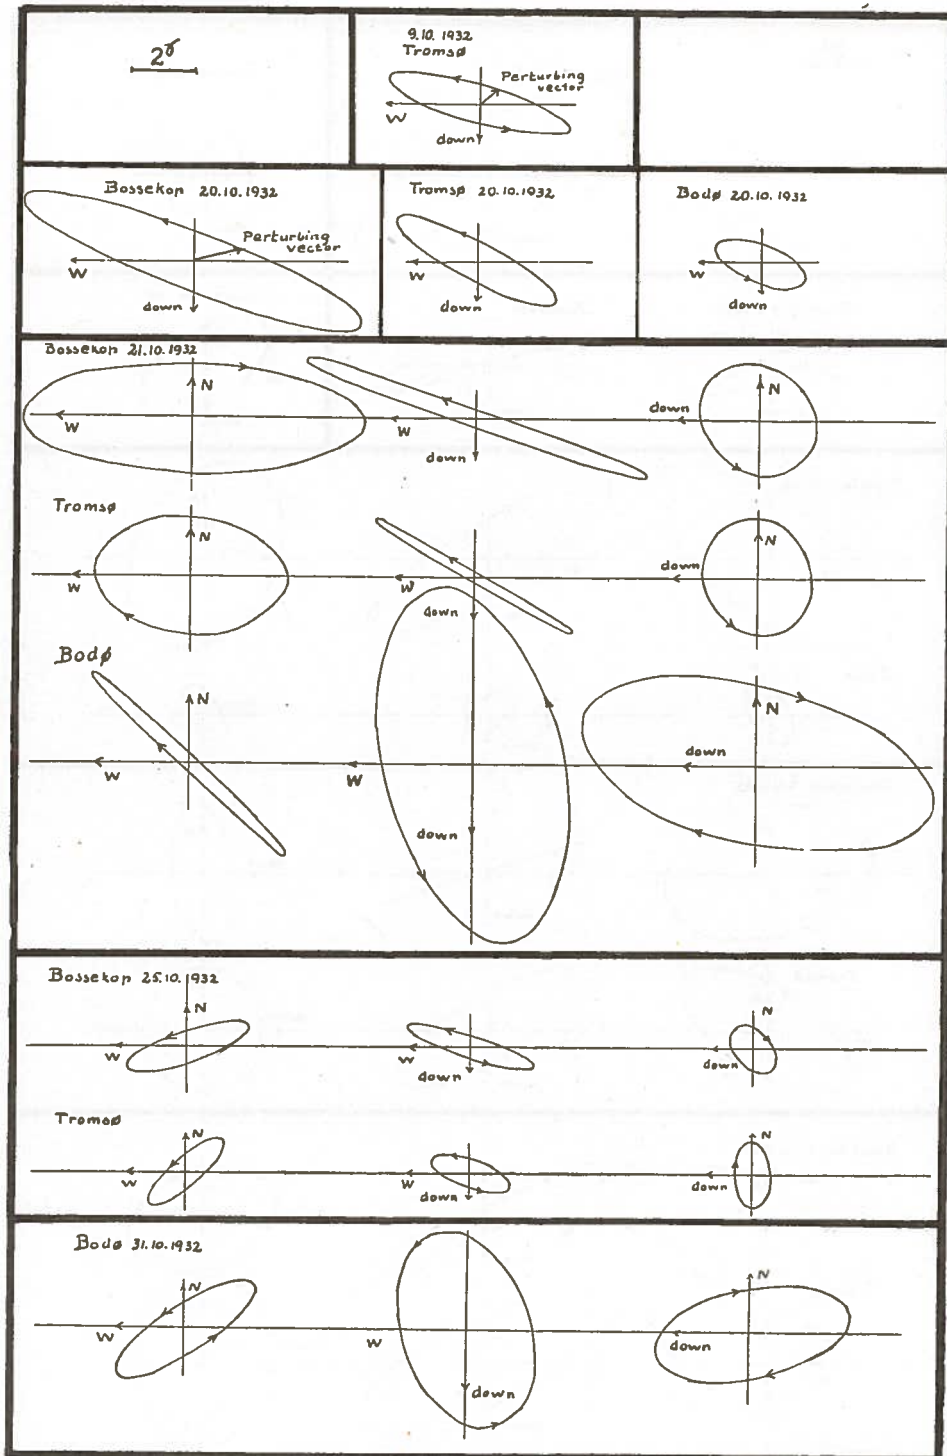 2γ
9.10.1932
Tromsø
Perturbing
vector
W
down
Bossekop 20.10.1932
Perturbing
vector
W
down
Tromsø 20.10.1932
W
down
Bodø 20.10.1932
W
down
Bossekop 21.10.1932
N
W
W
down
down
N
Tromsø
N
W
W
down
down
N
Bodø
N
W
W
down
down
N
Bossekop 25.10.1932
N
W
W
down
N
down
Tromsø
N
W
W
down
N
down
Bodø 31.10.1932
N
W
W
down
N
down